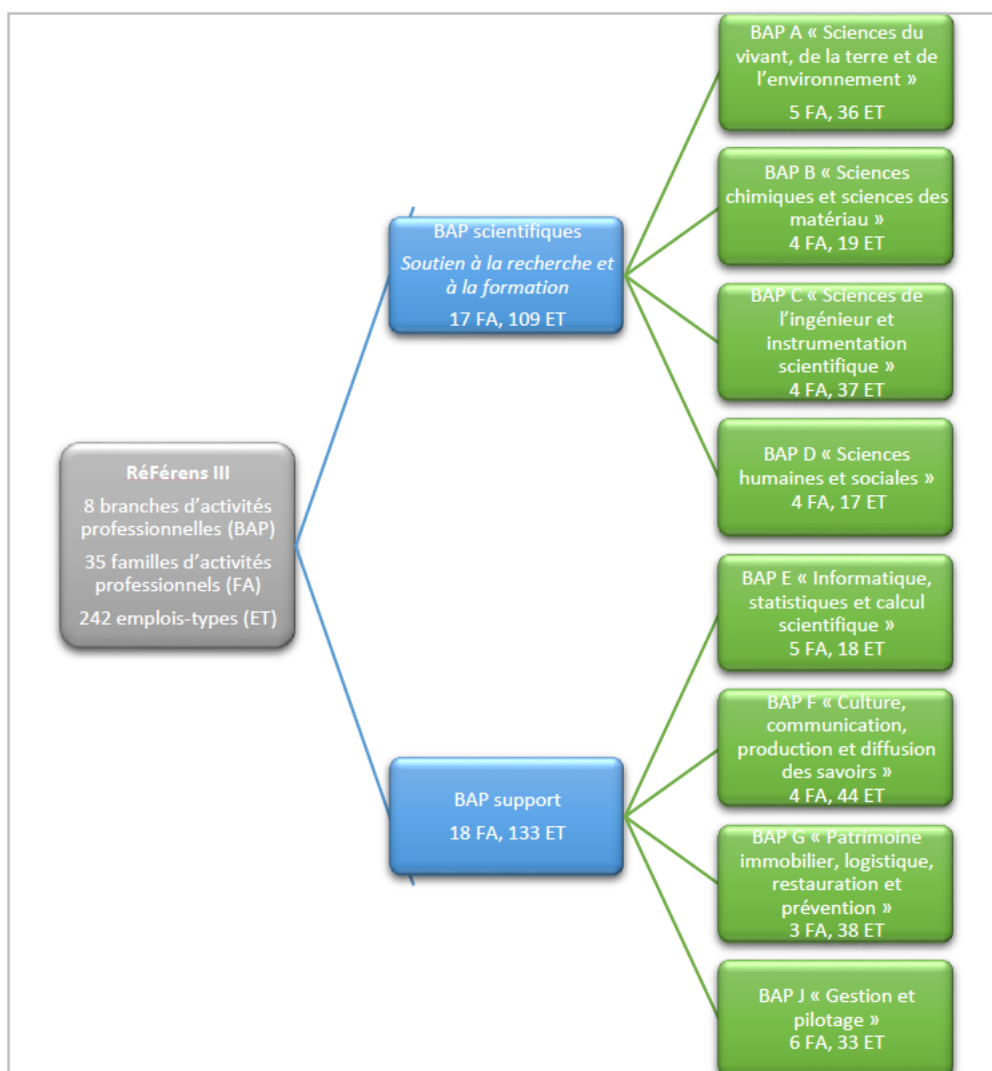 RéFérens III
8 branches d'activités
professionnelles (BAP)
35 familles d'activités
professionnels (FA)
242 emplois-types (ET)
BAP scientifiques
Soutien à la recherche et
à la formation
17 FA, 109 ET
BAP A « Sciences du
vivant, de la terre et de
l'environnement »
5 FA, 36 ET
BAP B « Sciences
chimiques et sciences des
matériau »
4 FA, 19 ET
BAP C « Sciences de
l'ingénieur et
instrumentation
scientifique »
4 FA, 37 ET
BAP D « Sciences
humaines et sociales »
4 FA, 17 ET
BAP support
18 FA, 133 ET
BAP E « Informatique,
statistiques et calcul
scientifique »
5 FA, 18 ET
BAP F « Culture,
communication,
production et diffusion
des savoirs »
4 FA, 44 ET
BAP G « Patrimoine
immobilier, logistique,
restauration et
prévention »
3 FA, 38 ET
BAP J « Gestion et
pilotage »
6 FA, 33 ET